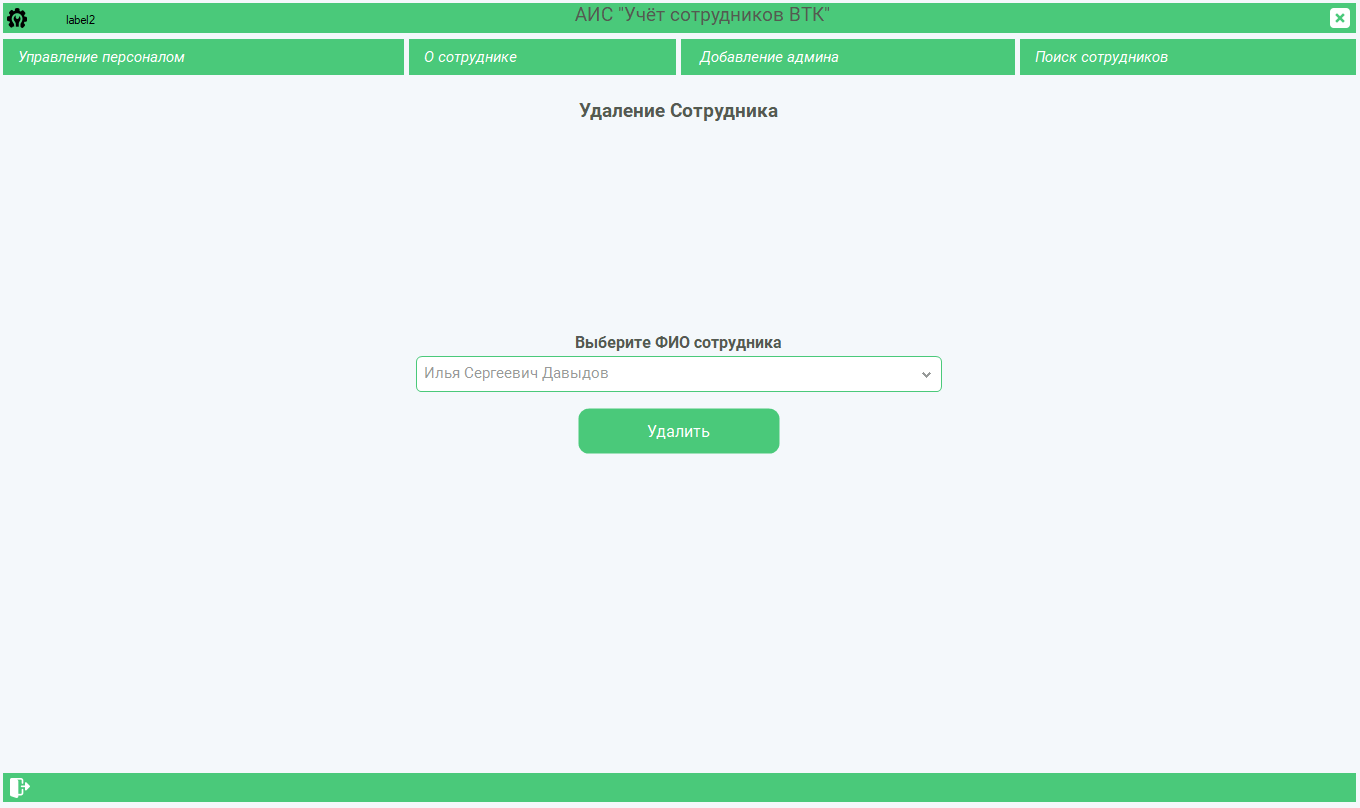 label2
АИС "Учёт сотрудников ВТК"
Управление персоналом
О сотруднике
Добавление админа
Поиск сотрудников
Удаление Сотрудника
Выберите ФИО сотрудника
Илья Сергеевич Давыдов
Удалить